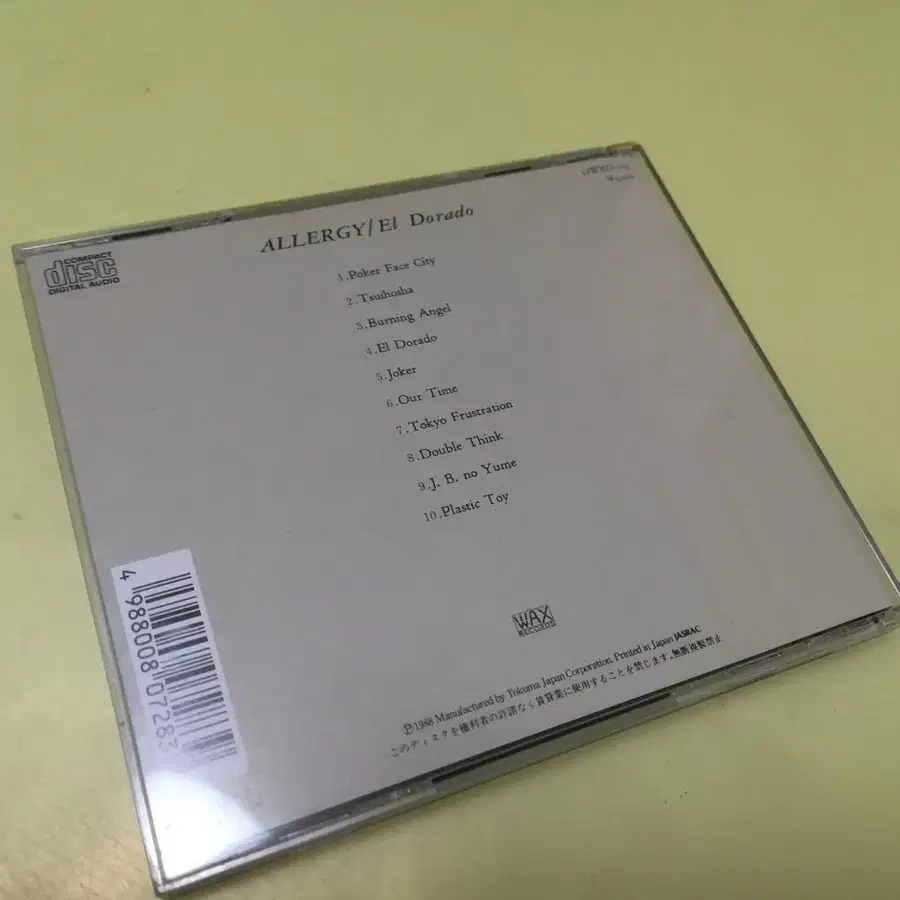 ALLERGY/El Dorado
COMPACT
disc
DIGITAL AUDIO
1.Poker Face City
2.Tsuihosha
3.Burning Angel
4.El Dorado
5.Joker
6.Our Time
7.Tokyo Frustration
8.Double Think
9.J. B. no Yume
10.Plastic Toy
4 988008 07283
WAX
RECORDS
Ⓟ1988 Manufactured by Tokuma Japan Corporation. Printed in Japan JASRAC
このディスクを権利者の許諾なく賃貸業に使用することを禁じます。無断複製禁止